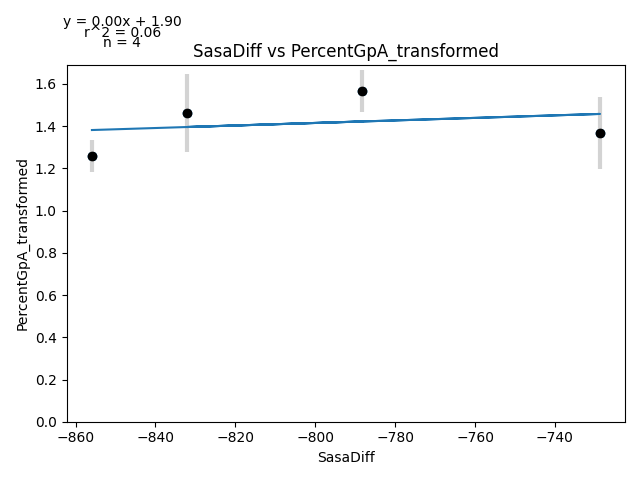 y = 0.00x + 1.90
r^2 = 0.06
n = 4
SasaDiff vs PercentGpA_transformed
PercentGpA_transformed
1.6
1.4
1.2
1.0
0.8
0.6
0.4
0.2
0.0
−860
−840
−820
−800
−780
−760
−740
SasaDiff